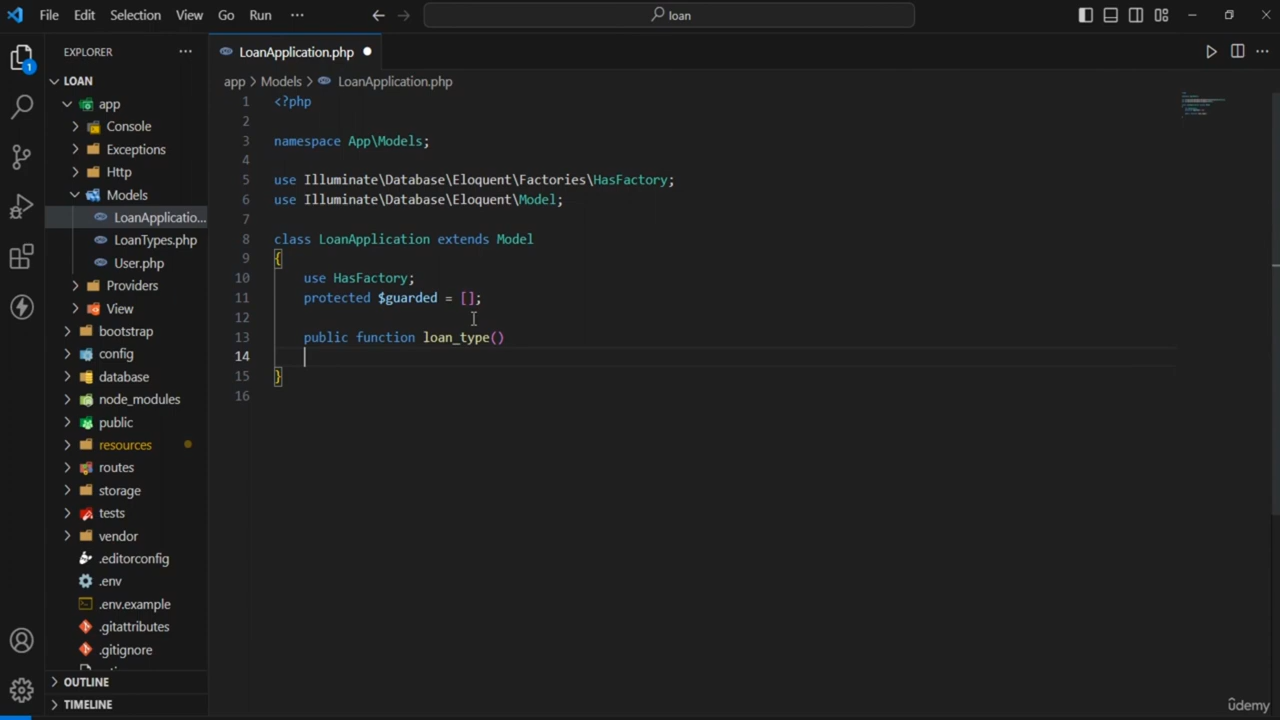 File Edit Selection View Go Run ··· loan
EXPLORER ···
LoanApplication.php
LOAN
app > Models > LoanApplication.php
app
Console
Exceptions
Http
Models
LoanApplicatio...
LoanTypes.php
User.php
Providers
View
bootstrap
config
database
node_modules
public
resources
routes
storage
tests
vendor
.editorconfig
.env
.env.example
.gitattributes
.gitignore
OUTLINE
TIMELINE
1
1 <?php
2
3 namespace App\Models;
4
5 use Illuminate\Database\Eloquent\Factories\HasFactory;
6 use Illuminate\Database\Eloquent\Model;
7
8 class LoanApplication extends Model
9 {
10 use HasFactory;
11 protected $guarded = [];
12
13 public function loan_type()
14
15 }
16
ûdemy